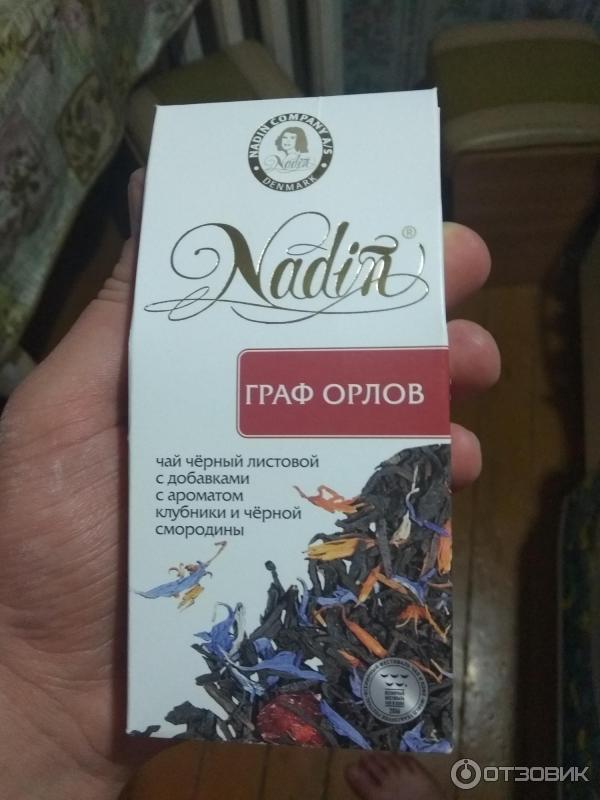 NADIN COMPANY A/S
Nadin
DENMARK
Nadin®
ГРАФ ОРЛОВ
чай чёрный листовой
с добавками
с ароматом
клубники и чёрной
смородины
ОТЗОВИК